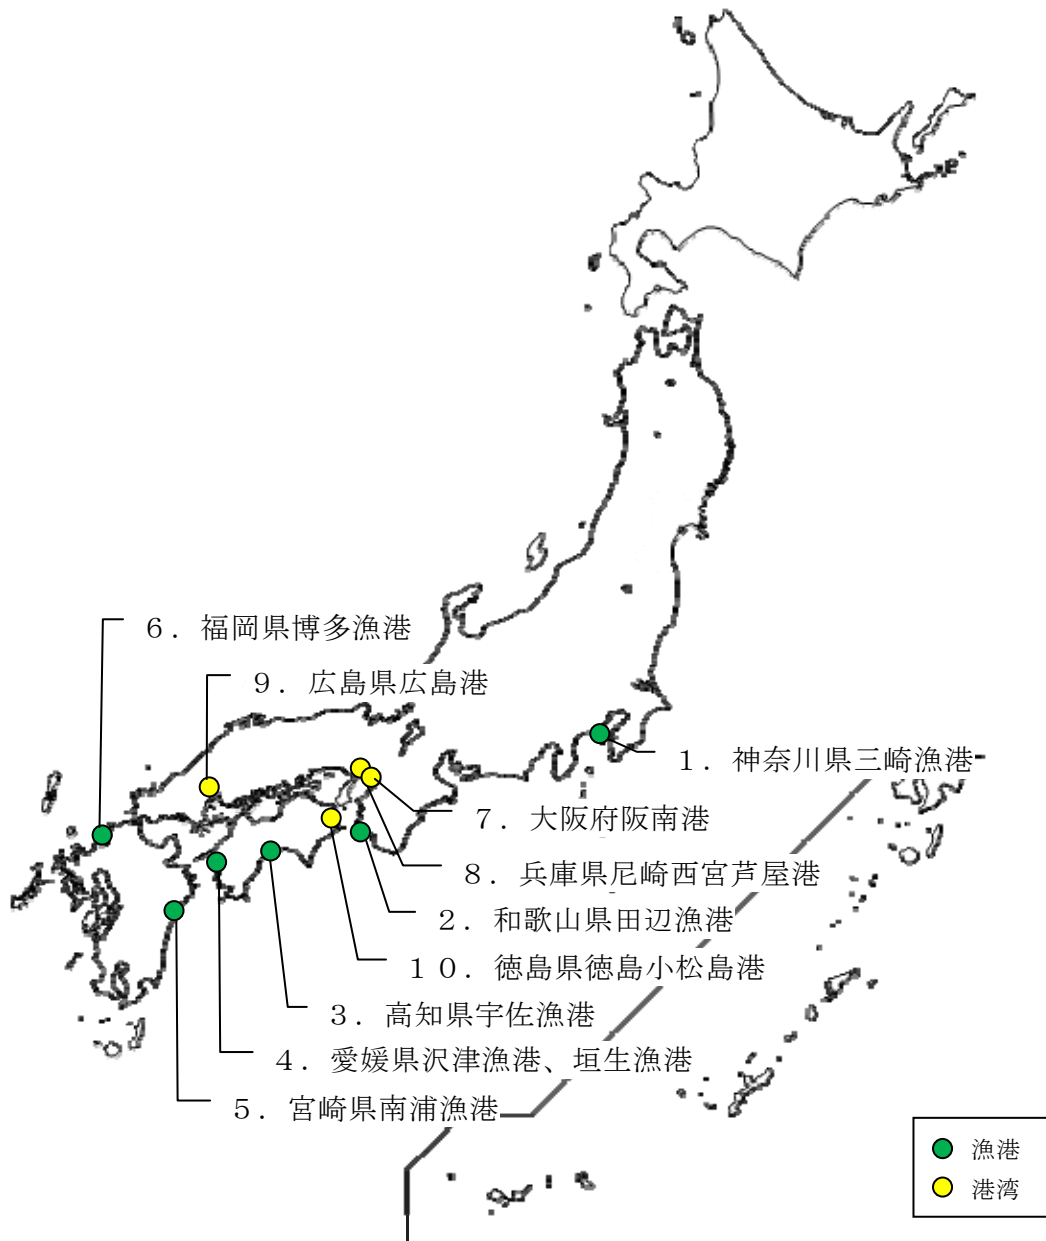 ６．福岡県博多漁港
９．広島県広島港
１．神奈川県三崎漁港
７．大阪府阪南港
８．兵庫県尼崎西宮芦屋港
２．和歌山県田辺漁港
１０．徳島県徳島小松島港
３．高知県宇佐漁港
４．愛媛県沢津漁港、垣生漁港
５．宮崎県南浦漁港
漁港
港湾